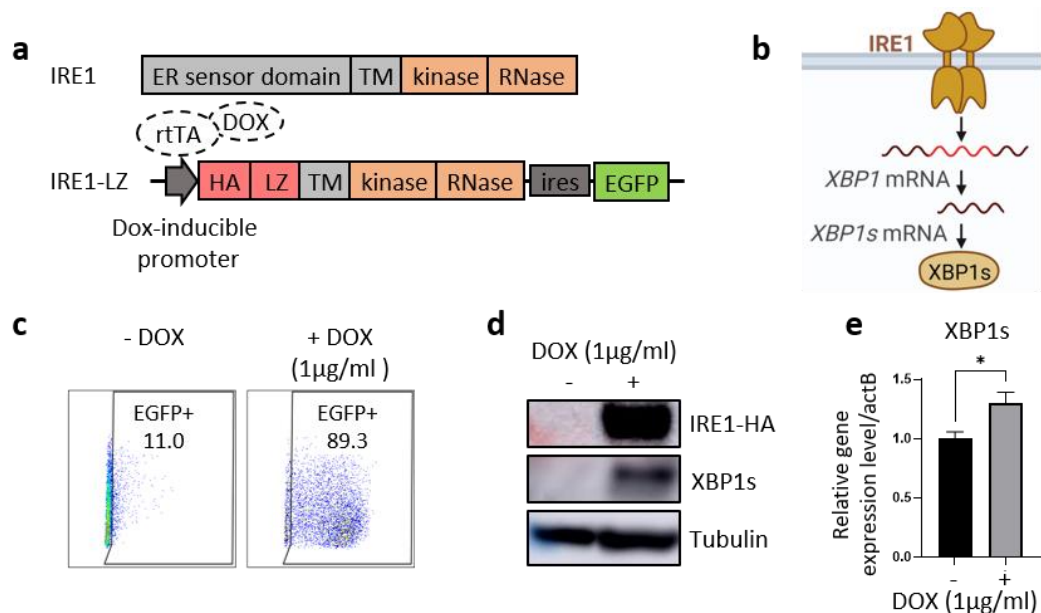 a
IRE1
ER sensor domain TM kinase RNase
rtTA DOX
IRE1-LZ
HA LZ TM kinase RNase ires EGFP
Dox-inducible
promoter
b
IRE1
XBP1 mRNA
XBP1s mRNA
XBP1s
c
- DOX
+ DOX
(1µg/ml )
EGFP+
11.0
EGFP+
89.3
d
DOX (1µg/ml)
- +
IRE1-HA
XBP1s
Tubulin
e
XBP1s
*
Relative gene
expression level/actB
1.5
1.0
0.5
0.0
- +
DOX (1µg/ml)